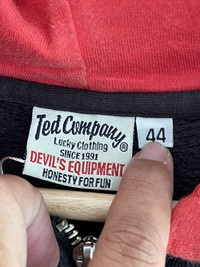 Ted Company®
Lucky Clothing
SINCE 1991
DEVIL'S EQUIPMENT
HONESTY FOR FUN
44